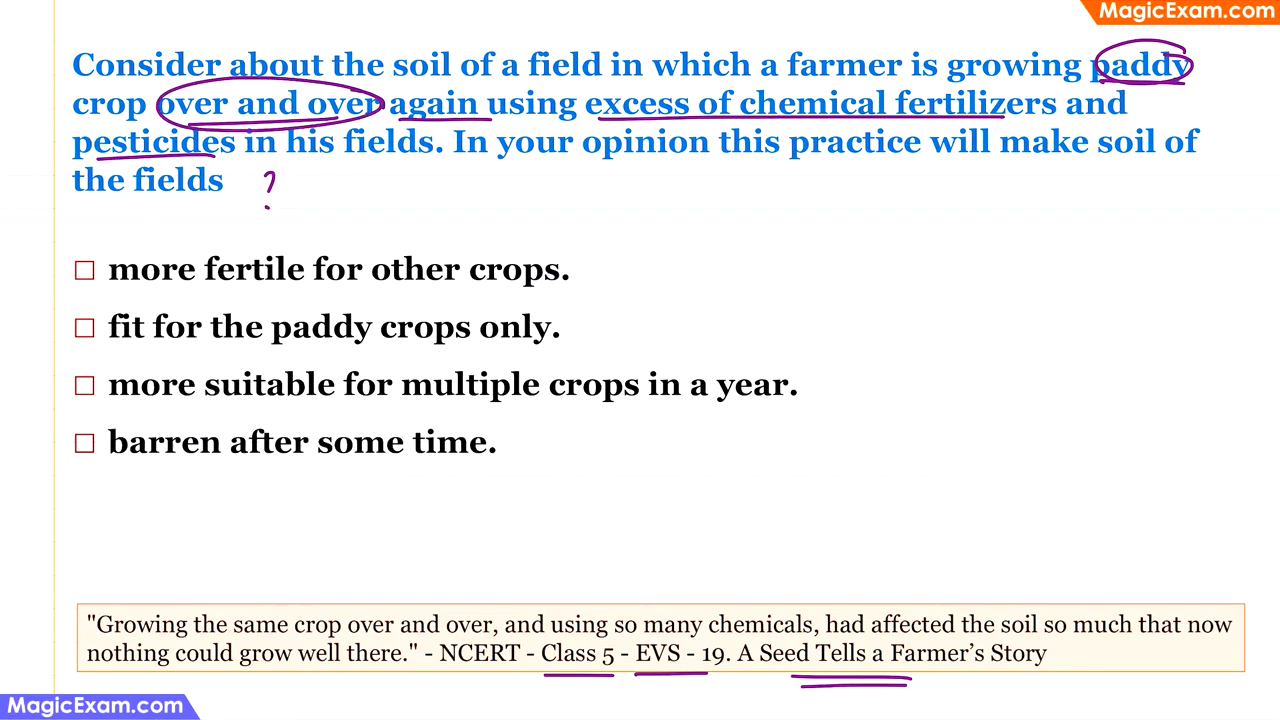 MagicExam.com
Consider about the soil of a field in which a farmer is growing paddy
crop over and over again using excess of chemical fertilizers and
pesticides in his fields. In your opinion this practice will make soil of
the fields ?
more fertile for other crops.
fit for the paddy crops only.
more suitable for multiple crops in a year.
barren after some time.
"Growing the same crop over and over, and using so many chemicals, had affected the soil so much that now
nothing could grow well there." - NCERT - Class 5 - EVS - 19. A Seed Tells a Farmer’s Story
MagicExam.com